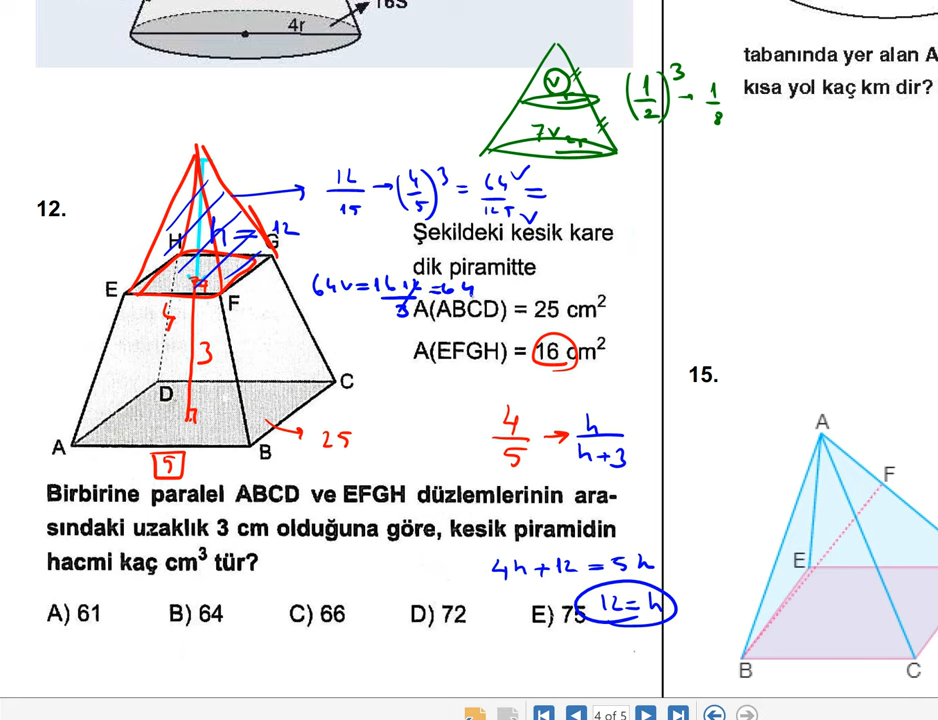 16S
4r
tabanında yer alan A
kısa yol kaç km dir?
V
7V
(1/2)³ → 1/8
12.
12/15 → (4/5)³ = 64V/125V =
h = 12
H
G
E
F
4
3
D
C
A
B
5
25
Şekildeki kesik kare
dik piramitte
64V = 16.12/3 = 64
A(ABCD) = 25 cm²
A(EFGH) = 16 cm²
4/5 → h/h+3
Birbirine paralel ABCD ve EFGH düzlemlerinin ara-
sındaki uzaklık 3 cm olduğuna göre, kesik piramidin
hacmi kaç cm³ tür?
4h + 12 = 5h
12 = h
A) 61 B) 64 C) 66 D) 72 E) 75
15.
A
F
E
B
C
4 of 5